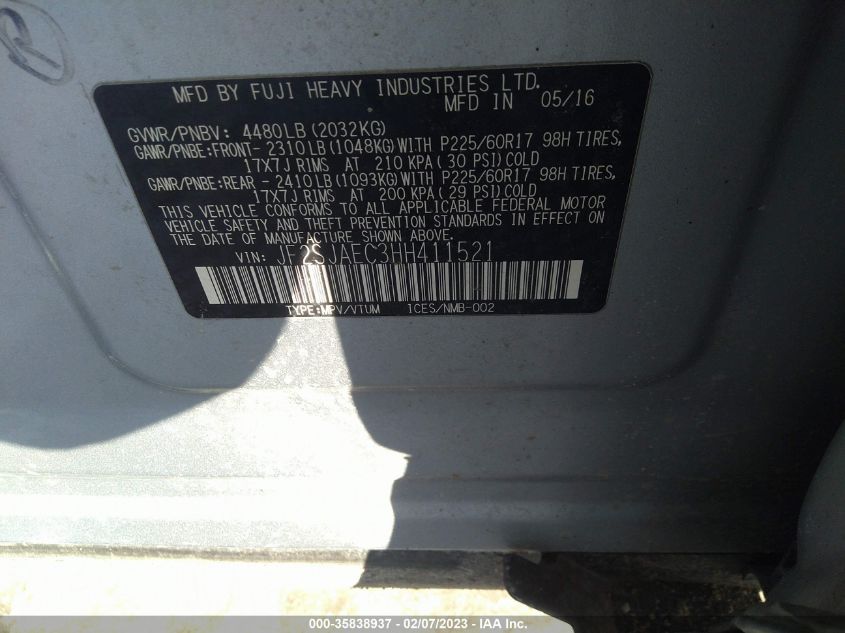 R
MFD BY FUJI HEAVY INDUSTRIES LTD.
MFD IN 05/16
GVWR/PNBV: 4480LB (2032KG)
GAWR/PNBE:FRONT- 2310LB (1048KG)WITH P225/60R17 98H TIRES,
17X7J RIMS AT 210 KPA (30 PSI)COLD
GAWR/PNBE:REAR - 2410LB (1093KG)WITH P225/60R17 98H TIRES,
17X7J RIMS AT 200 KPA (29 PSI)COLD
THIS VEHICLE CONFORMS TO ALL APPLICABLE FEDERAL MOTOR
VEHICLE SAFETY AND THEFT PREVENTION STANDARDS IN EFFECT ON
THE DATE OF MANUFACTURE SHOWN ABOVE.
VIN: JF2SJAEC3HH411521
TYPE:MPV/VTUM 1CES/NMB-002
000-35838937 - 02/07/2023 - IAA Inc.